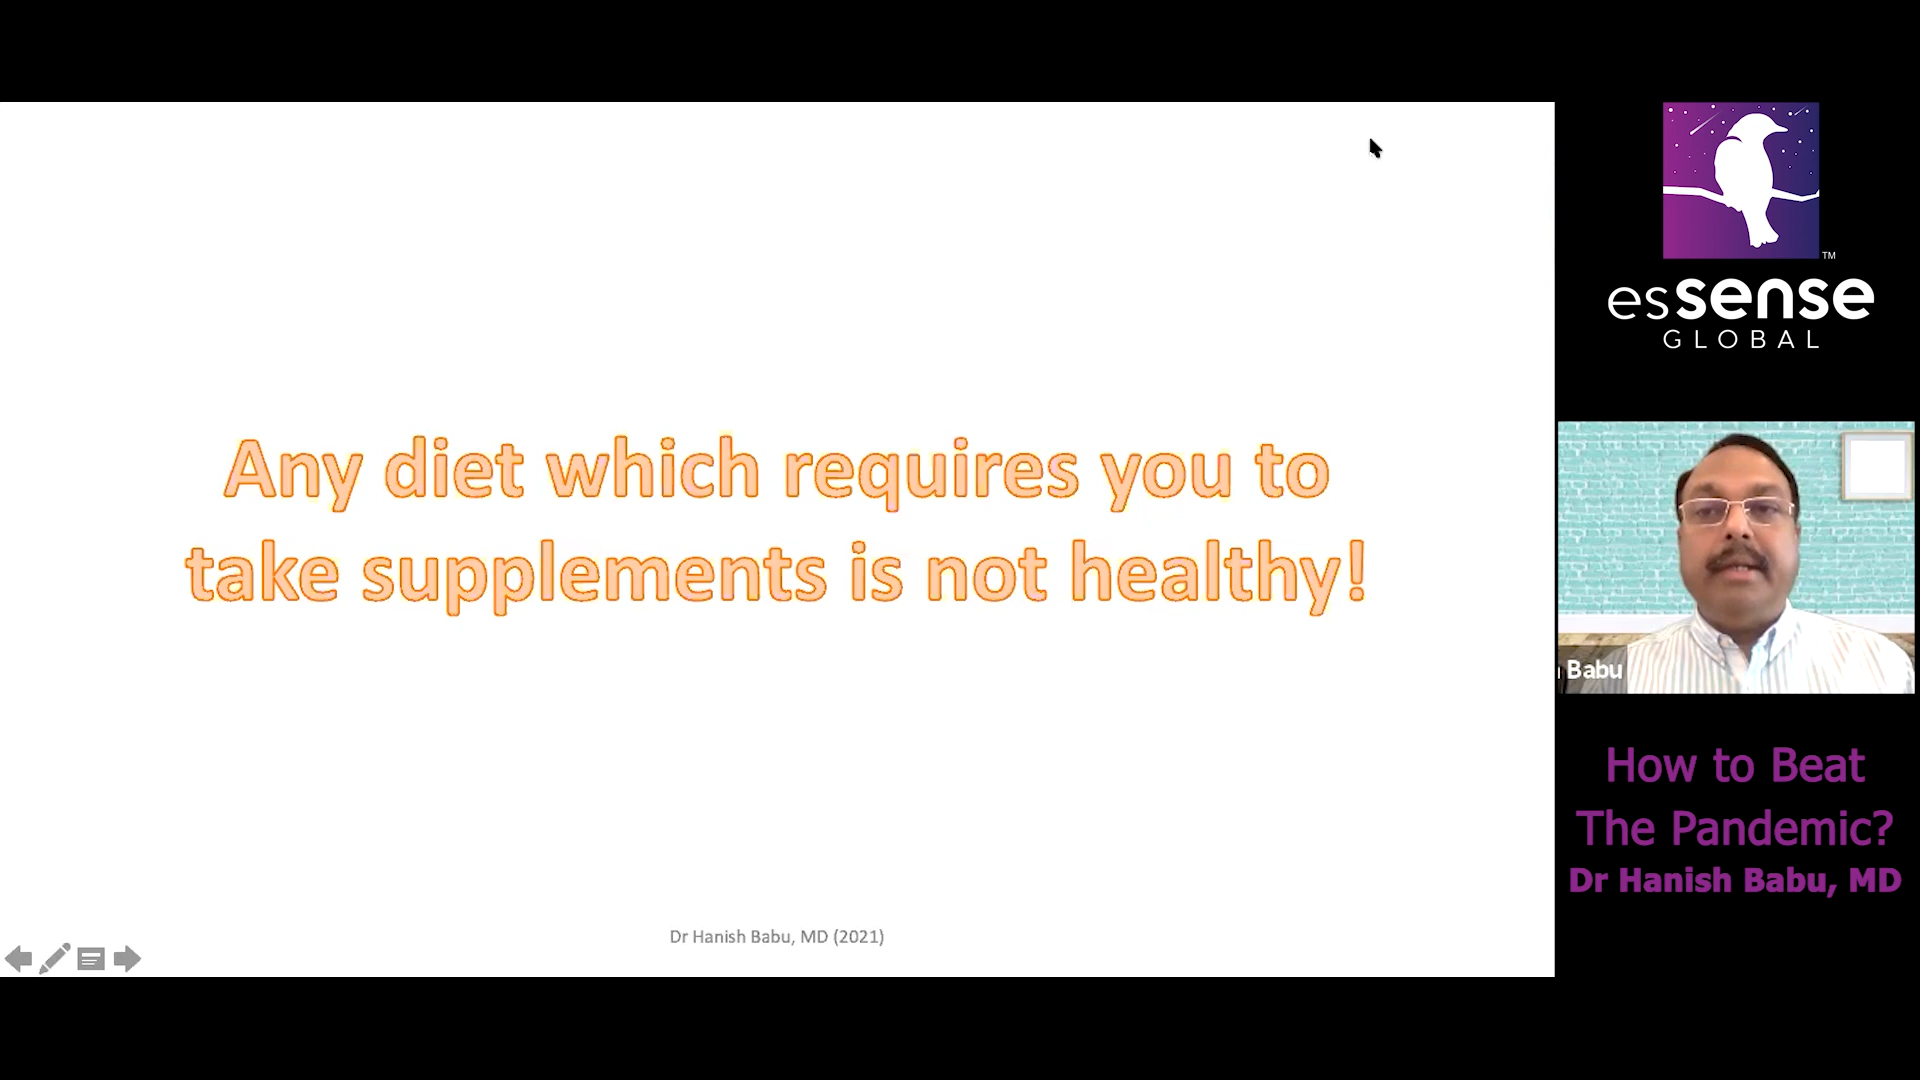 Any diet which requires you to
take supplements is not healthy!
Dr Hanish Babu, MD (2021)
TM
essense
GLOBAL
Babu
How to Beat
The Pandemic?
Dr Hanish Babu, MD